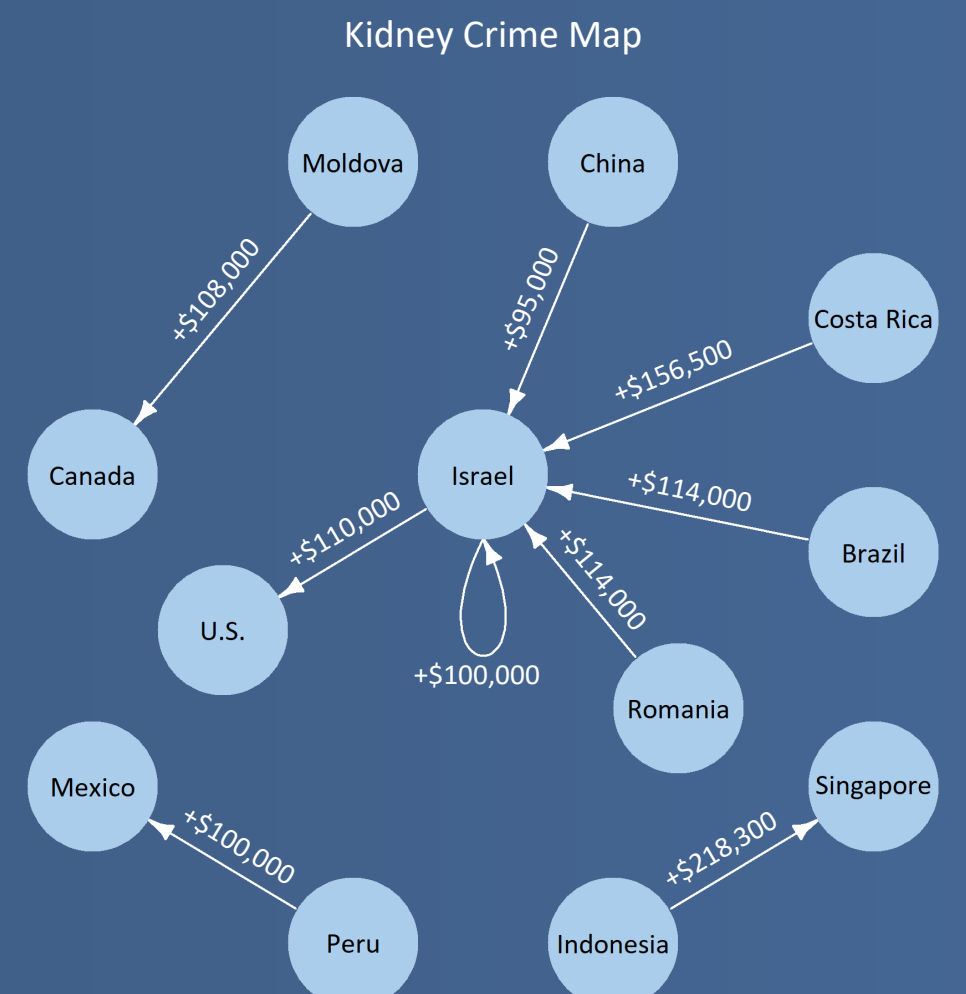 Kidney Crime Map
Moldova
China
+$108,000
+$95,000
Costa Rica
+$156,500
Canada
Israel
+$114,000
+$110,000
+$114,000
Brazil
U.S.
+$100,000
Romania
Mexico
Singapore
+$100,000
+$218,300
Peru
Indonesia